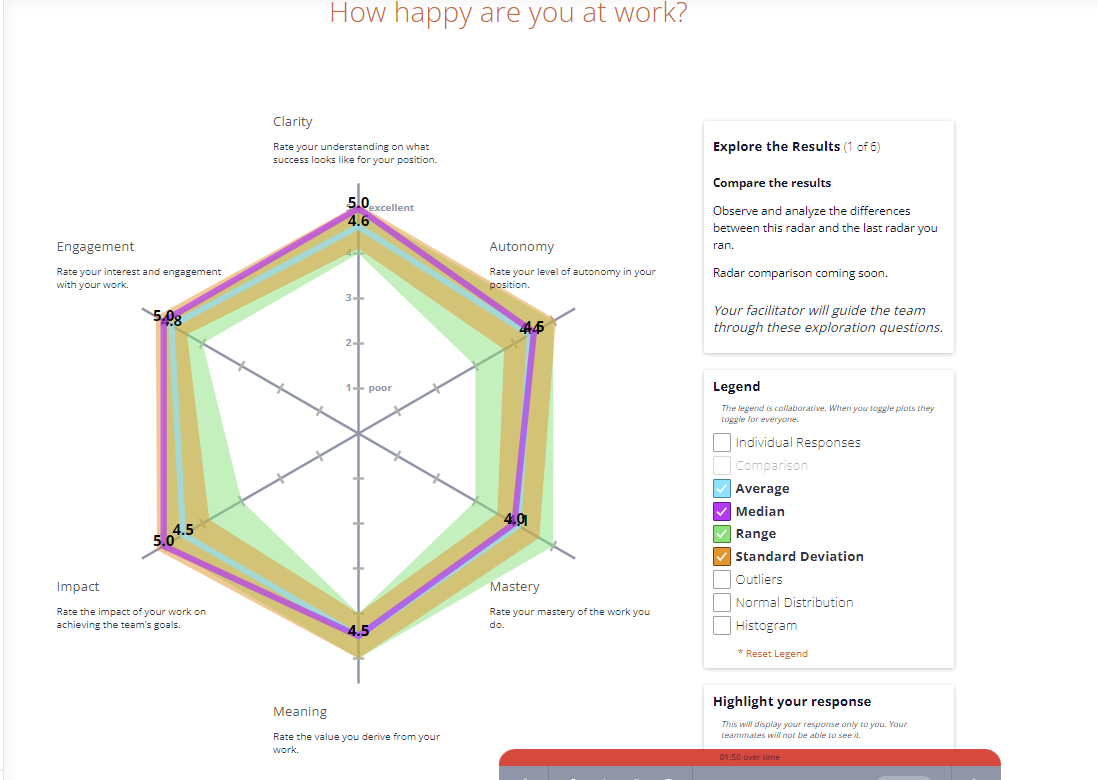 How happy are you at work?
Clarity
Rate your understanding on what
success looks like for your position.
5.0
excellent
4.6
4
3
2
1
poor
Engagement
Rate your interest and engagement
with your work.
5.0
4.8
Autonomy
Rate your level of autonomy in your
position.
4.5
4.0
4.5
5.0
Impact
Rate the impact of your work on
achieving the team's goals.
Mastery
Rate your mastery of the work you
do.
4.5
Meaning
Rate the value you derive from your
work.
Explore the Results (1 of 6)
Compare the results
Observe and analyze the differences
between this radar and the last radar you
ran.
Radar comparison coming soon.
Your facilitator will guide the team
through these exploration questions.
Legend
The legend is collaborative. When you toggle plots they
toggle for everyone.
Individual Responses
Comparison
Average
Median
Range
Standard Deviation
Outliers
Normal Distribution
Histogram
* Reset Legend
Highlight your response
This will display your response only to you. Your
teammates will not be able to see it.
01:50 over time